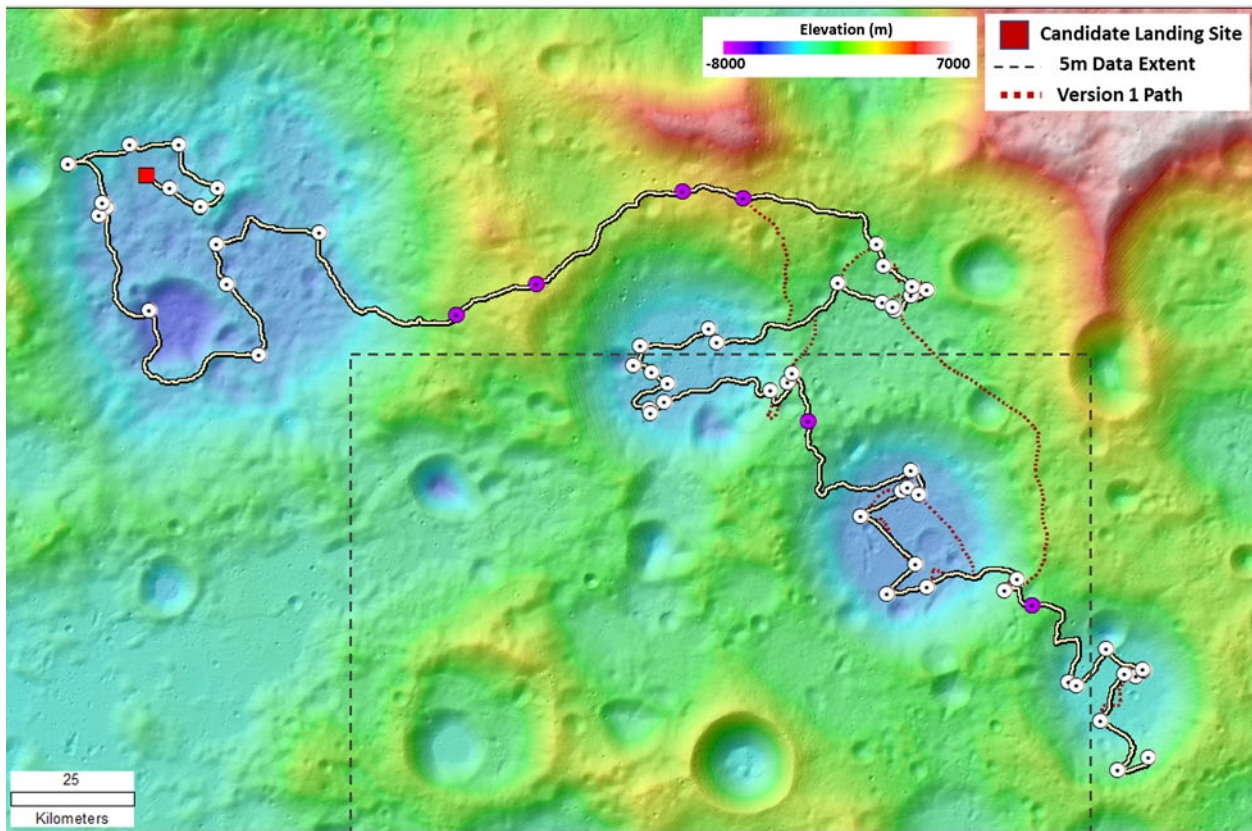 Elevation (m)
-8000 7000
Candidate Landing Site
5m Data Extent
Version 1 Path
25
Kilometers